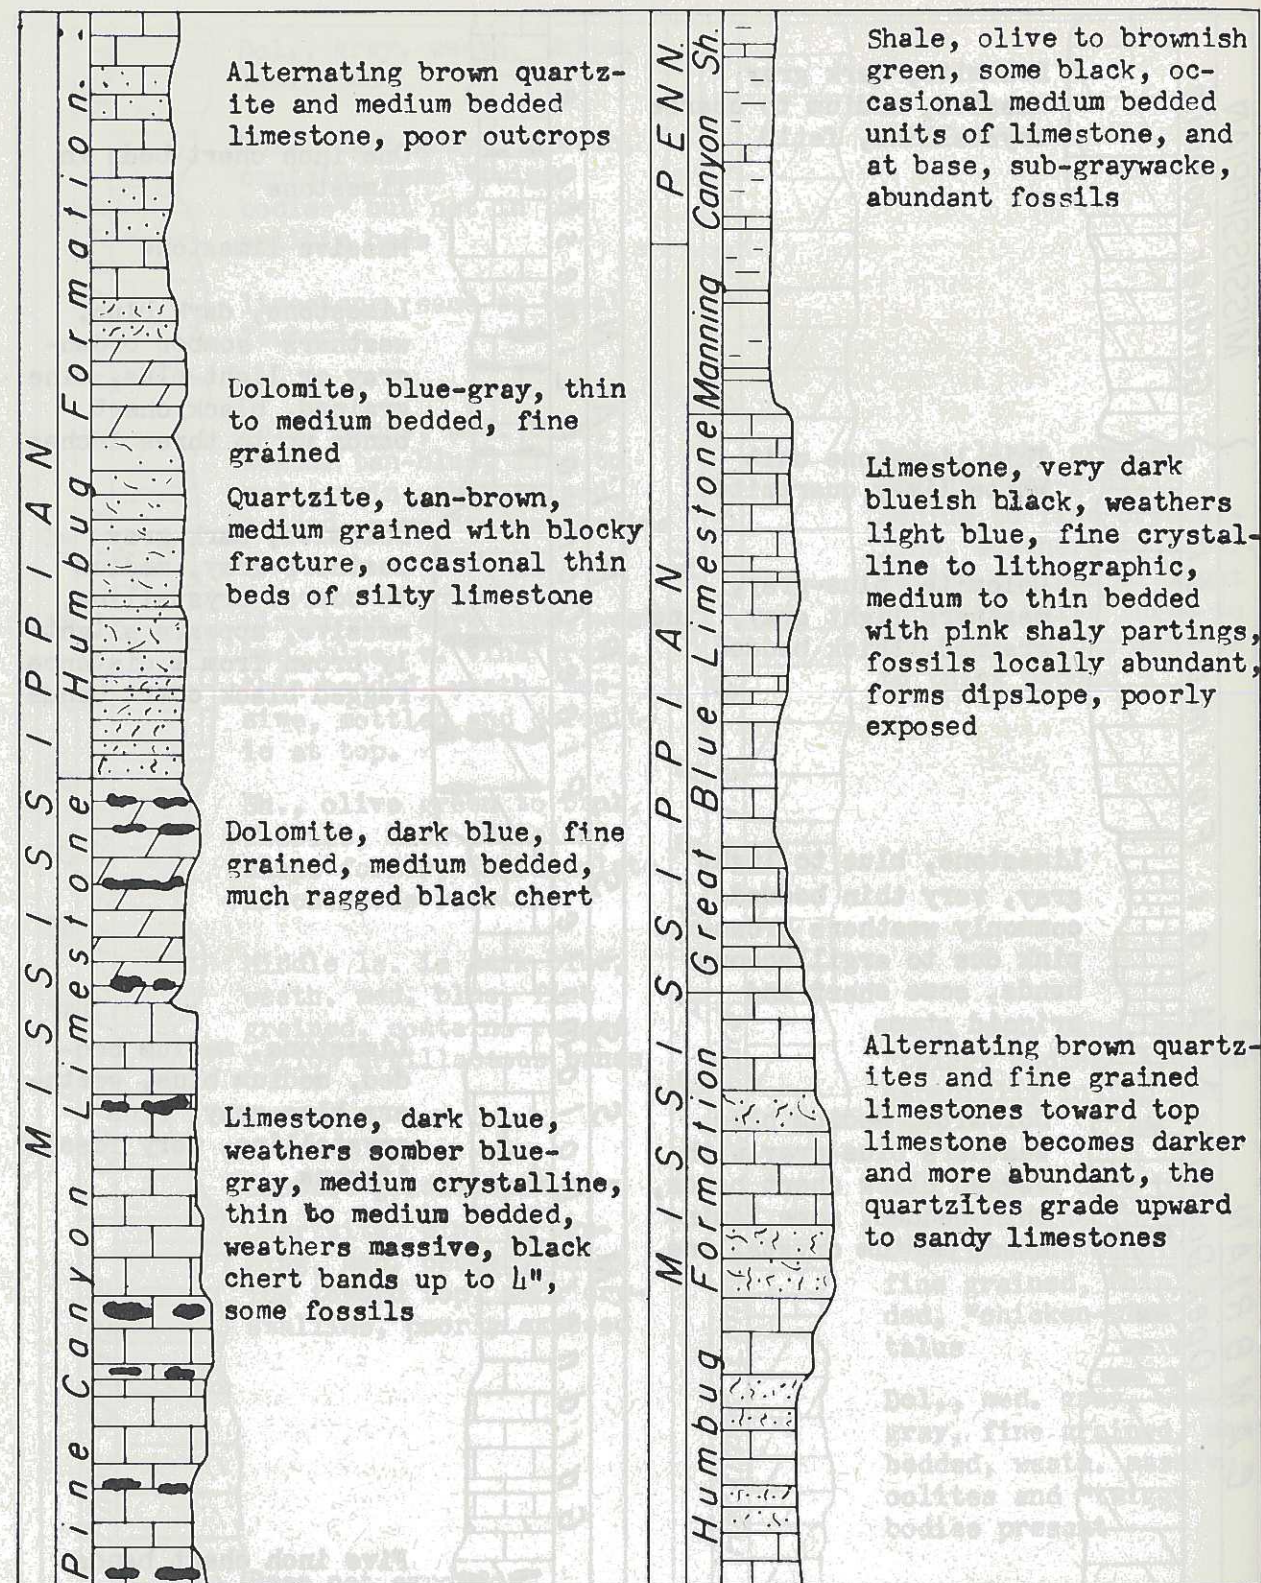 MISSISSIPPIAN
Humbug Formation.
Alternating brown quartz-
ite and medium bedded
limestone, poor outcrops
Dolomite, blue-gray, thin
to medium bedded, fine
grained
Quartzite, tan-brown,
medium grained with blocky
fracture, occasional thin
beds of silty limestone
Pine Canyon Limestone
Dolomite, dark blue, fine
grained, medium bedded,
much ragged black chert
Limestone, dark blue,
weathers somber blue-
gray, medium crystalline,
thin to medium bedded,
weathers massive, black
chert bands up to 4",
some fossils
PENN.
Manning Canyon Sh.
Shale, olive to brownish
green, some black, oc-
casional medium bedded
units of limestone, and
at base, sub-graywacke,
abundant fossils
MISSISSIPPIAN
Great Blue Limestone
Limestone, very dark
blueish black, weathers
light blue, fine crystal-
line to lithographic,
medium to thin bedded
with pink shaly partings,
fossils locally abundant,
forms dipslope, poorly
exposed
Humbug Formation
Alternating brown quartz-
ites and fine grained
limestones toward top
limestone becomes darker
and more abundant, the
quartzites grade upward
to sandy limestones